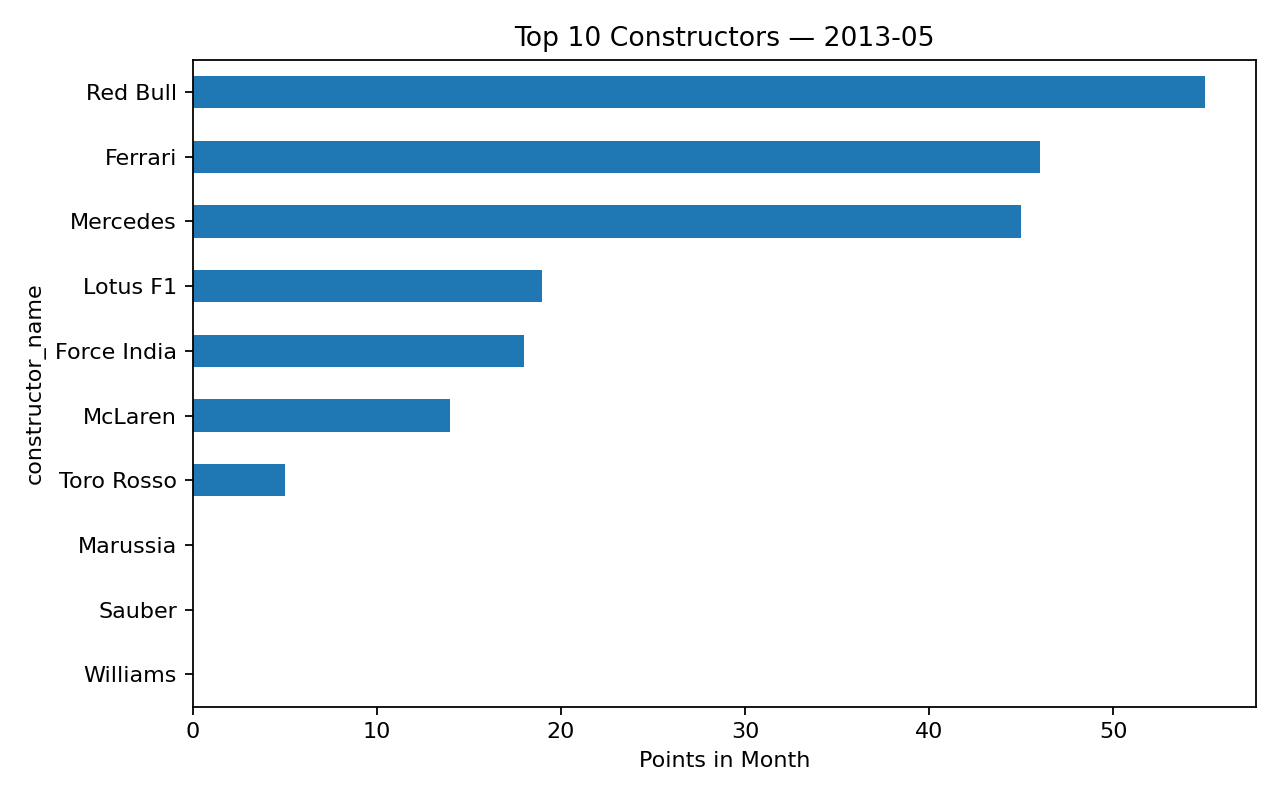 Top 10 Constructors — 2013-05
constructor_name
Red Bull
Ferrari
Mercedes
Lotus F1
Force India
McLaren
Toro Rosso
Marussia
Sauber
Williams
0 10 20 30 40 50
Points in Month